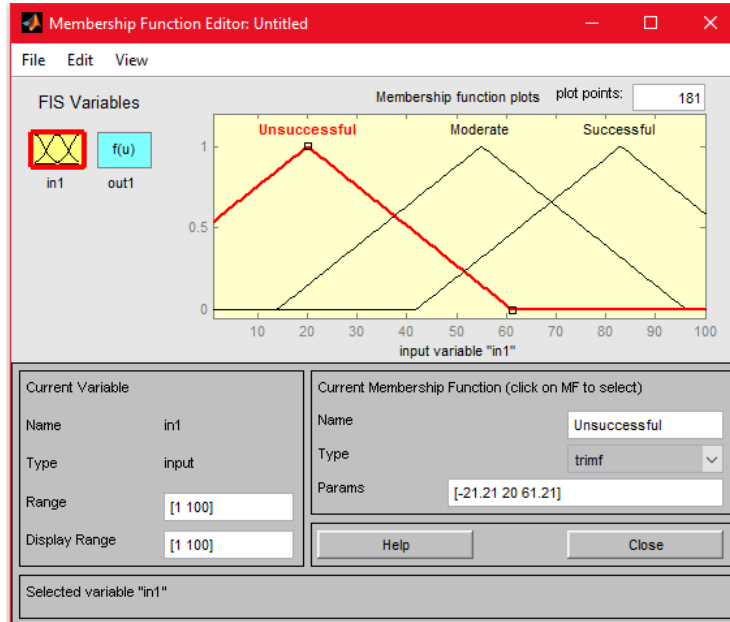 Membership Function Editor: Untitled
File Edit View
FIS Variables
f(u)
in1 out1
Membership function plots plot points: 181
Unsuccessful Moderate Successful
1
0.5
0
10 20 30 40 50 60 70 80 90 100
input variable "in1"
Current Variable
Name in1
Type input
Range [1 100]
Display Range [1 100]
Current Membership Function (click on MF to select)
Name Unsuccessful
Type trimf
Params [-21.21 20 61.21]
Help Close
Selected variable "in1"